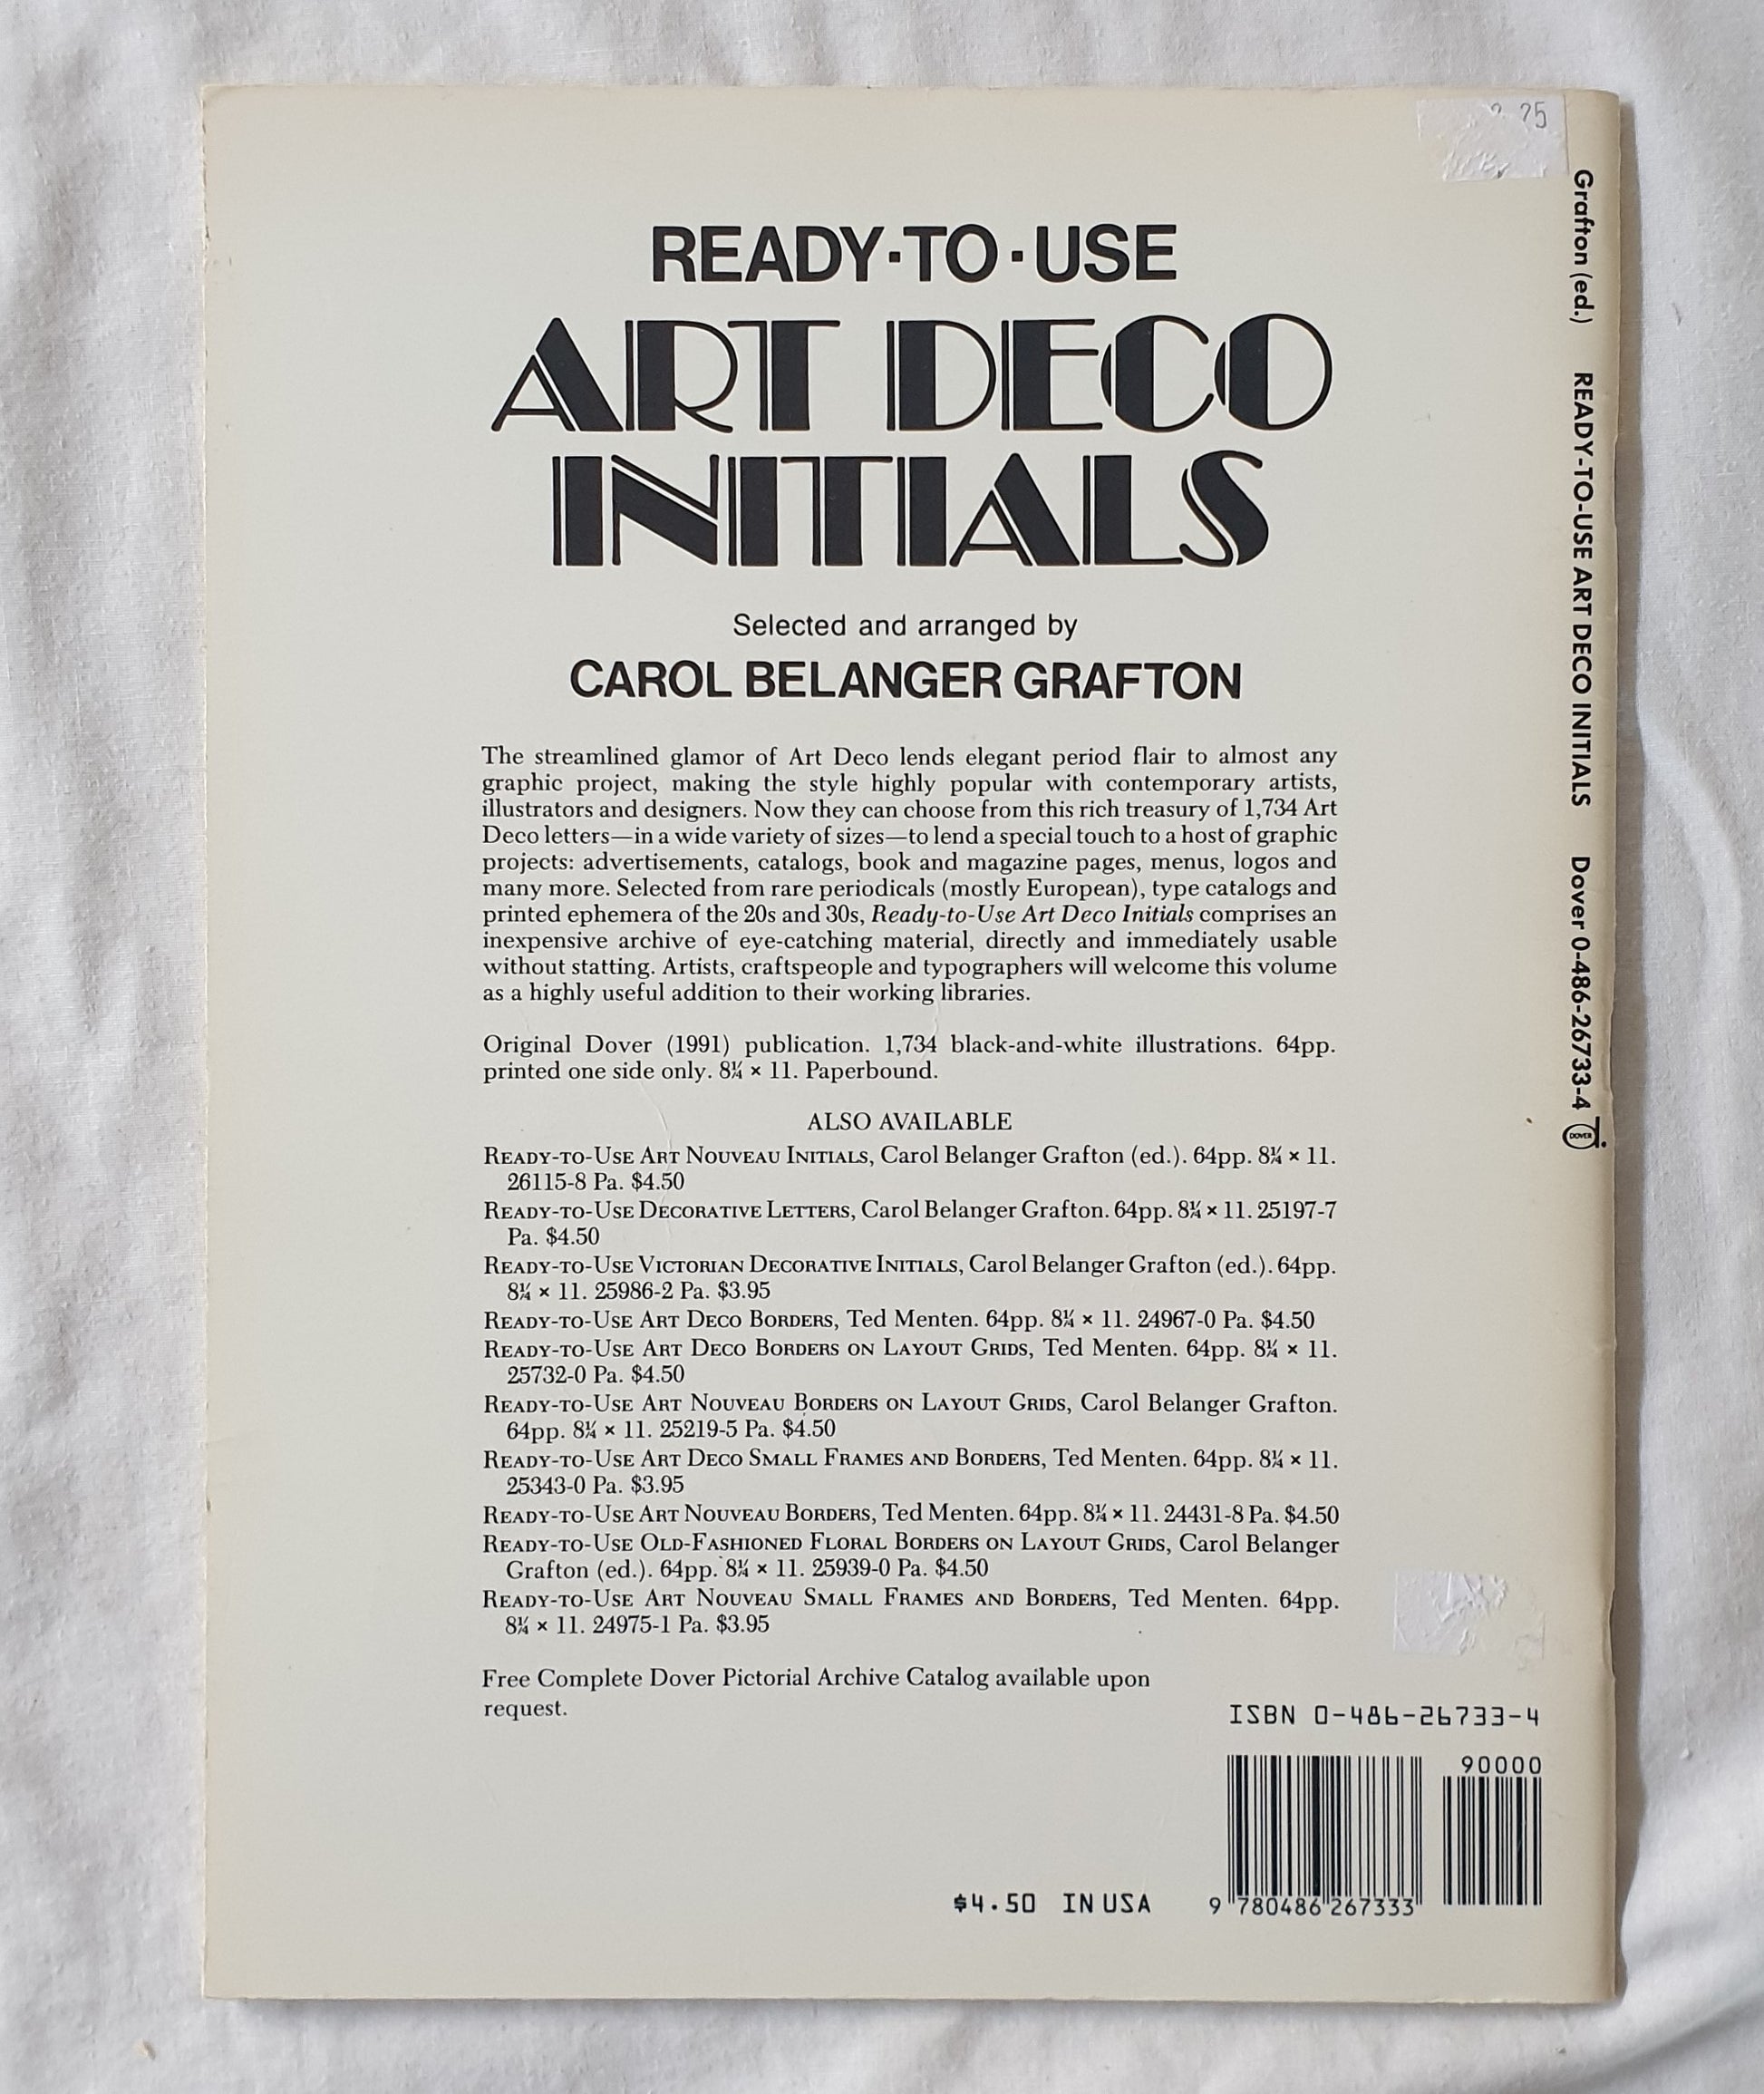 READY·TO·USE
ART DECO
INITIALS
Selected and arranged by
CAROL BELANGER GRAFTON
The streamlined glamor of Art Deco lends elegant period flair to almost any
graphic project, making the style highly popular with contemporary artists,
illustrators and designers. Now they can choose from this rich treasury of 1,734 Art
Deco letters—in a wide variety of sizes—to lend a special touch to a host of graphic
projects: advertisements, catalogs, book and magazine pages, menus, logos and
many more. Selected from rare periodicals (mostly European), type catalogs and
printed ephemera of the 20s and 30s, Ready-to-Use Art Deco Initials comprises an
inexpensive archive of eye-catching material, directly and immediately usable
without statting. Artists, craftspeople and typographers will welcome this volume
as a highly useful addition to their working libraries.
Original Dover (1991) publication. 1,734 black-and-white illustrations. 64pp.
printed one side only. 8¼ × 11. Paperbound.
ALSO AVAILABLE
READY-TO-USE ART NOUVEAU INITIALS, Carol Belanger Grafton (ed.). 64pp. 8¼ × 11.
26115-8 Pa. $4.50
READY-TO-USE DECORATIVE LETTERS, Carol Belanger Grafton. 64pp. 8¼ × 11. 25197-7
Pa. $4.50
READY-TO-USE VICTORIAN DECORATIVE INITIALS, Carol Belanger Grafton (ed.). 64pp.
8¼ × 11. 25986-2 Pa. $3.95
READY-TO-USE ART DECO BORDERS, Ted Menten. 64pp. 8¼ × 11. 24967-0 Pa. $4.50
READY-TO-USE ART DECO BORDERS ON LAYOUT GRIDS, Ted Menten. 64pp. 8¼ × 11.
25732-0 Pa. $4.50
READY-TO-USE ART NOUVEAU BORDERS ON LAYOUT GRIDS, Carol Belanger Grafton.
64pp. 8¼ × 11. 25219-5 Pa. $4.50
READY-TO-USE ART DECO SMALL FRAMES AND BORDERS, Ted Menten. 64pp. 8¼ × 11.
25343-0 Pa. $3.95
READY-TO-USE ART NOUVEAU BORDERS, Ted Menten. 64pp. 8¼ × 11. 24431-8 Pa. $4.50
READY-TO-USE OLD-FASHIONED FLORAL BORDERS ON LAYOUT GRIDS, Carol Belanger
Grafton (ed.). 64pp. 8¼ × 11. 25939-0 Pa. $4.50
READY-TO-USE ART NOUVEAU SMALL FRAMES AND BORDERS, Ted Menten. 64pp.
8¼ × 11. 24975-1 Pa. $3.95
Free Complete Dover Pictorial Archive Catalog available upon
request.
ISBN 0-486-26733-4
90000
9 780486 267333
$4.50 IN USA
Grafton (ed.) READY-TO-USE ART DECO INITIALS Dover 0-486-26733-4
DOVER